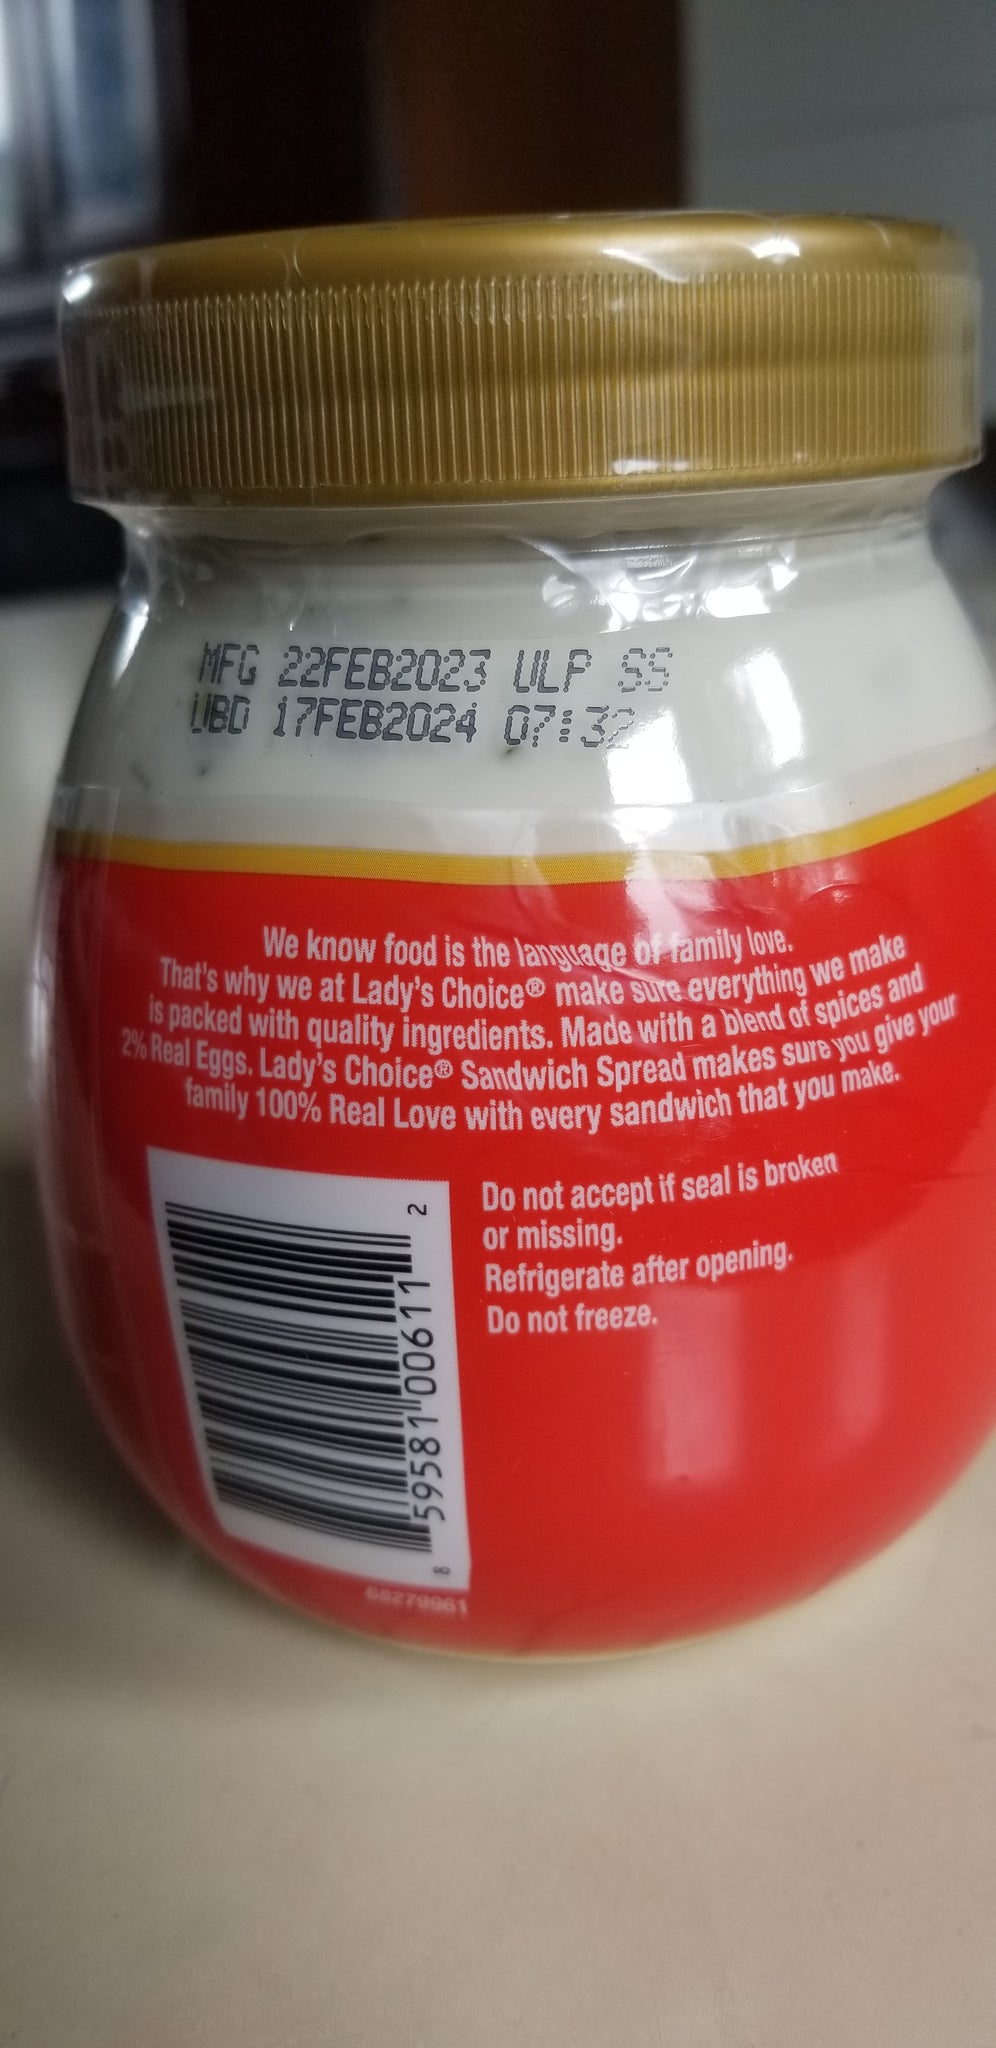 MFG 22FEB2023 ULP SS
UBD 17FEB2024 07:32
We know food is the language of family love.
That's why we at Lady's Choice® make sure everything we make
is packed with quality ingredients. Made with a blend of spices and
2% Real Eggs. Lady's Choice® Sandwich Spread makes sure you give your
family 100% Real Love with every sandwich that you make.
Do not accept if seal is broken
or missing.
Refrigerate after opening.
Do not freeze.
8 59581 00611 2
68279961